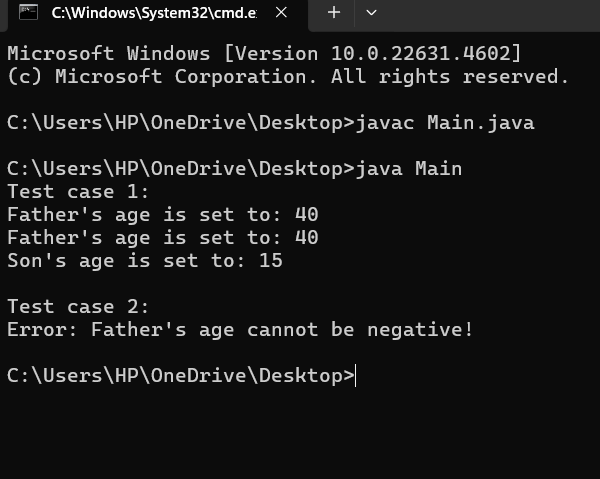 C:\Windows\System32\cmd.e
Microsoft Windows [Version 10.0.22631.4602]
(c) Microsoft Corporation. All rights reserved.
C:\Users\HP\OneDrive\Desktop>javac Main.java
C:\Users\HP\OneDrive\Desktop>java Main
Test case 1:
Father's age is set to: 40
Father's age is set to: 40
Son's age is set to: 15
Test case 2:
Error: Father's age cannot be negative!
C:\Users\HP\OneDrive\Desktop>